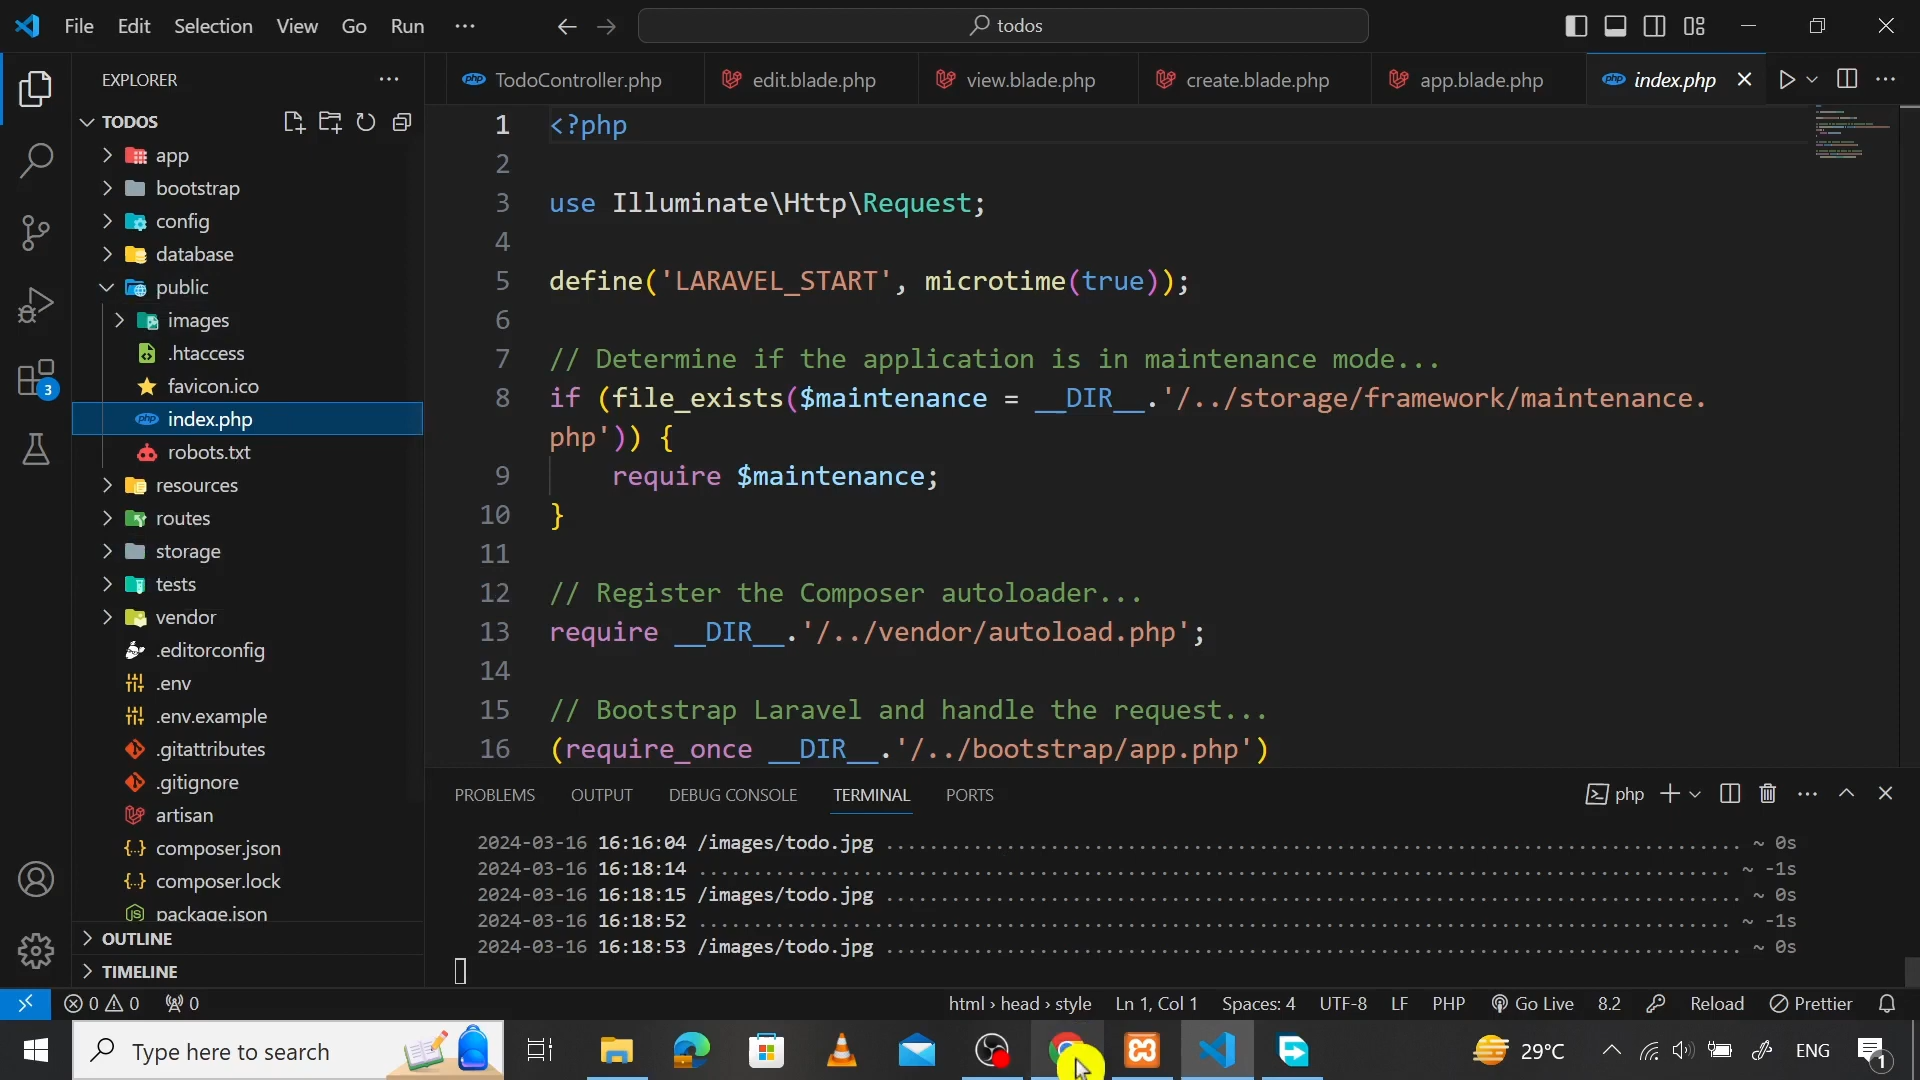 File Edit Selection View Go Run ···
todos
EXPLORER ···
TODOS
app
bootstrap
config
database
public
images
.htaccess
favicon.ico
index.php
robots.txt
resources
routes
storage
tests
vendor
.editorconfig
.env
.env.example
.gitattributes
.gitignore
artisan
composer.json
composer.lock
package.json
OUTLINE
TIMELINE
3
TodoController.php edit.blade.php view.blade.php create.blade.php app.blade.php index.php
1 <?php
2
3 use Illuminate\Http\Request;
4
5 define('LARAVEL_START', microtime(true));
6
7 // Determine if the application is in maintenance mode...
8 if (file_exists($maintenance = __DIR__.'/../storage/framework/maintenance.
php')) {
9 require $maintenance;
10 }
11
12 // Register the Composer autoloader...
13 require __DIR__.'/../vendor/autoload.php';
14
15 // Bootstrap Laravel and handle the request...
16 (require_once __DIR__.'/../bootstrap/app.php')
PROBLEMS OUTPUT DEBUG CONSOLE TERMINAL PORTS
php
2024-03-16 16:16:04 /images/todo.jpg ............................................................................... ~ 0s
2024-03-16 16:18:14 ................................................................................................ ~ -1s
2024-03-16 16:18:15 /images/todo.jpg ............................................................................... ~ 0s
2024-03-16 16:18:52 ................................................................................................ ~ -1s
2024-03-16 16:18:53 /images/todo.jpg ............................................................................... ~ 0s
0 0 0 html › head › style Ln 1, Col 1 Spaces: 4 UTF-8 LF PHP Go Live 8.2 Reload Prettier
Type here to search
29°C ENG 1